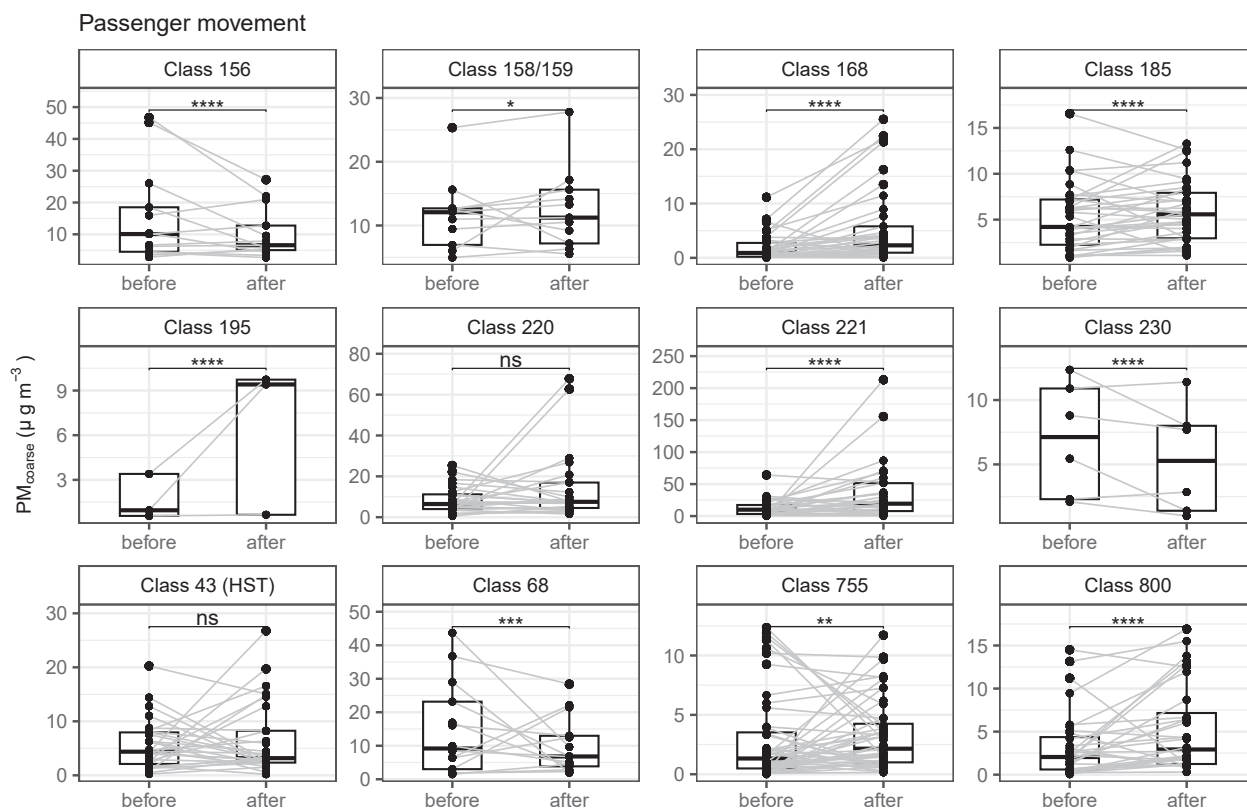 Passenger movement
Class 156
Class 158/159
Class 168
Class 185
****
*
****
****
50
40
30
20
10
30
20
10
30
20
10
0
15
10
5
before after
before after
before after
before after
Class 195
Class 220
Class 221
Class 230
****
ns
****
****
PMcoarse (µ g m−3 )
9
6
3
80
60
40
20
0
250
200
150
100
50
0
10
5
before after
before after
before after
before after
Class 43 (HST)
Class 68
Class 755
Class 800
ns
***
**
****
30
20
10
0
50
40
30
20
10
0
10
5
0
15
10
5
0
before after
before after
before after
before after